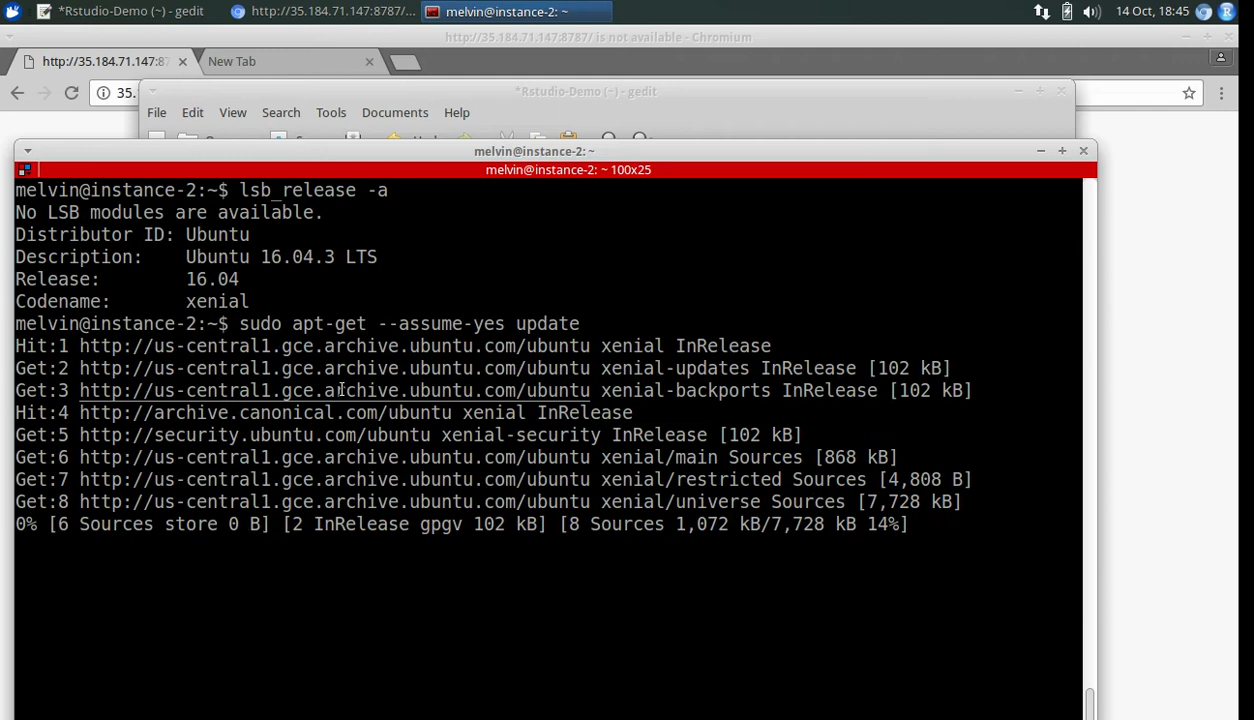 *Rstudio-Demo (~) - gedit
http://35.184.71.147:8787/...
melvin@instance-2: ~
14 Oct, 18:45
http://35.184.71.147:8787/ is not available - Chromium
http://35.184.71.147:87
New Tab
35.
*Rstudio-Demo (~) - gedit
File Edit View Search Tools Documents Help
melvin@instance-2: ~
melvin@instance-2: ~ 100x25
melvin@instance-2:~$ lsb_release -a
No LSB modules are available.
Distributor ID: Ubuntu
Description: Ubuntu 16.04.3 LTS
Release: 16.04
Codename: xenial
melvin@instance-2:~$ sudo apt-get --assume-yes update
Hit:1 http://us-central1.gce.archive.ubuntu.com/ubuntu xenial InRelease
Get:2 http://us-central1.gce.archive.ubuntu.com/ubuntu xenial-updates InRelease [102 kB]
Get:3 http://us-central1.gce.archive.ubuntu.com/ubuntu xenial-backports InRelease [102 kB]
Hit:4 http://archive.canonical.com/ubuntu xenial InRelease
Get:5 http://security.ubuntu.com/ubuntu xenial-security InRelease [102 kB]
Get:6 http://us-central1.gce.archive.ubuntu.com/ubuntu xenial/main Sources [868 kB]
Get:7 http://us-central1.gce.archive.ubuntu.com/ubuntu xenial/restricted Sources [4,808 B]
Get:8 http://us-central1.gce.archive.ubuntu.com/ubuntu xenial/universe Sources [7,728 kB]
0% [6 Sources store 0 B] [2 InRelease gpgv 102 kB] [8 Sources 1,072 kB/7,728 kB 14%]